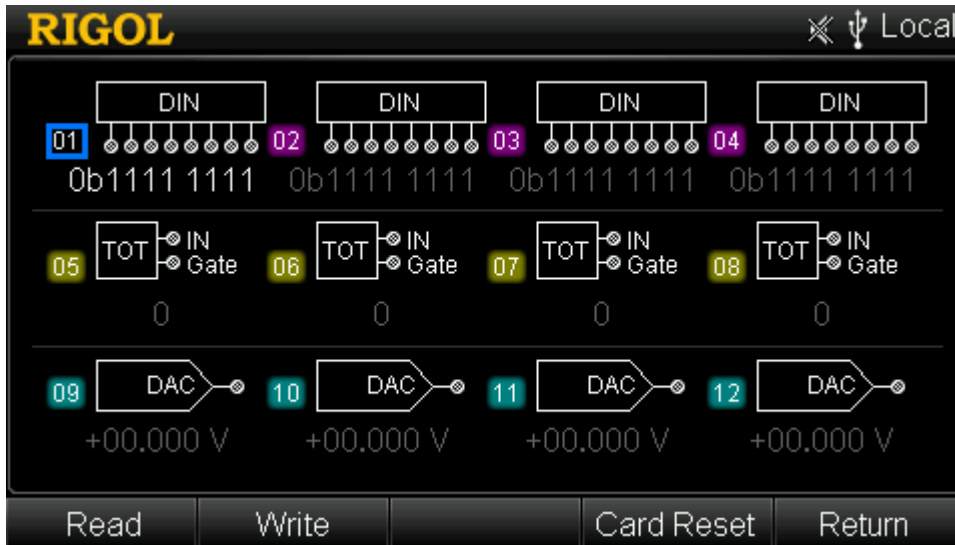 RIGOL Local
DIN DIN DIN DIN
01 02 03 04
0b1111 1111 0b1111 1111 0b1111 1111 0b1111 1111
TOT IN TOT IN TOT IN TOT IN
05 Gate 06 Gate 07 Gate 08 Gate
0 0 0 0
DAC DAC DAC DAC
09 10 11 12
+00.000 V +00.000 V +00.000 V +00.000 V
Read Write Card Reset Return